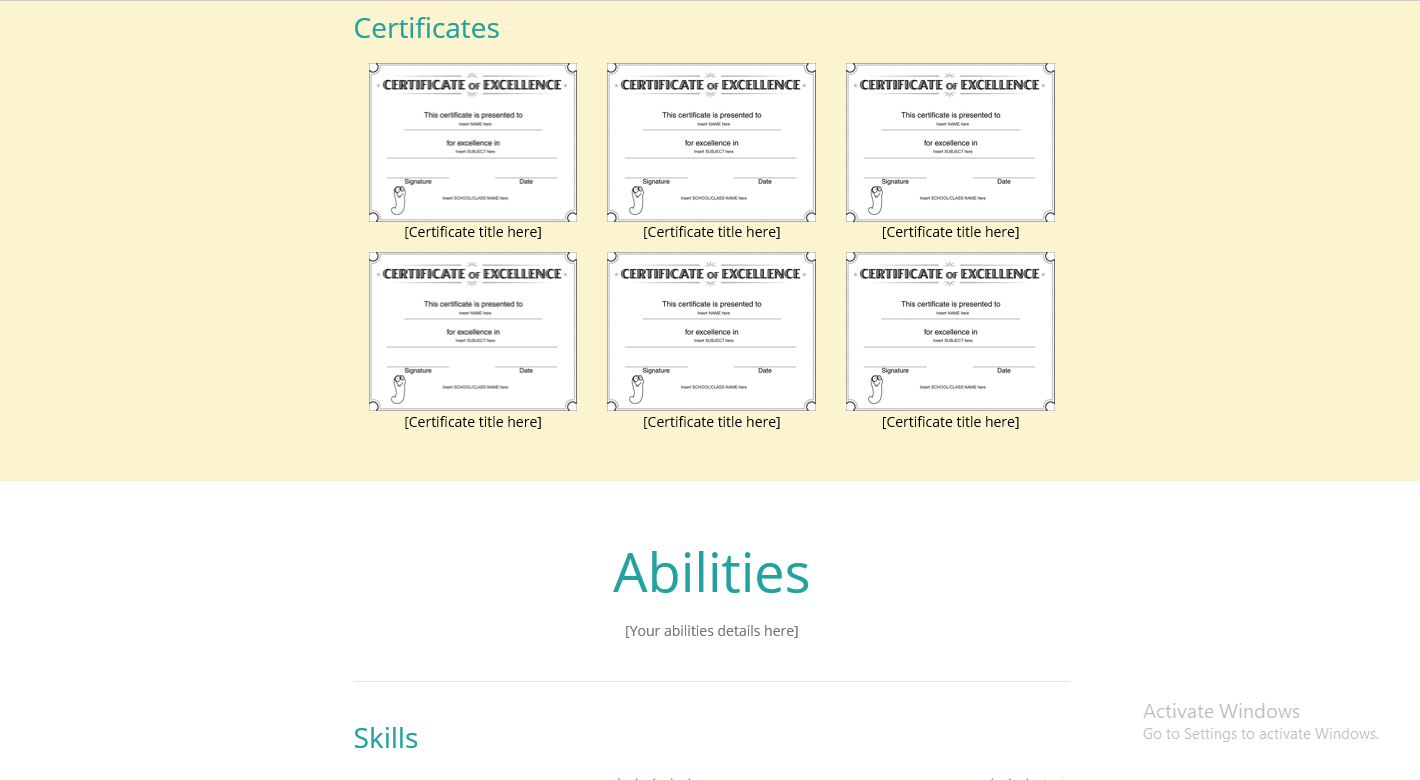 Certificates
CERTIFICATE OF EXCELLENCE
This certificate is presented to
Insert NAME here
for excellence in
Insert SUBJECT here
Signature Date
Insert SCHOOL/CLASS NAME here
[Certificate title here]
CERTIFICATE OF EXCELLENCE
This certificate is presented to
Insert NAME here
for excellence in
Insert SUBJECT here
Signature Date
Insert SCHOOL/CLASS NAME here
[Certificate title here]
CERTIFICATE OF EXCELLENCE
This certificate is presented to
Insert NAME here
for excellence in
Insert SUBJECT here
Signature Date
Insert SCHOOL/CLASS NAME here
[Certificate title here]
CERTIFICATE OF EXCELLENCE
This certificate is presented to
Insert NAME here
for excellence in
Insert SUBJECT here
Signature Date
Insert SCHOOL/CLASS NAME here
[Certificate title here]
CERTIFICATE OF EXCELLENCE
This certificate is presented to
Insert NAME here
for excellence in
Insert SUBJECT here
Signature Date
Insert SCHOOL/CLASS NAME here
[Certificate title here]
CERTIFICATE OF EXCELLENCE
This certificate is presented to
Insert NAME here
for excellence in
Insert SUBJECT here
Signature Date
Insert SCHOOL/CLASS NAME here
[Certificate title here]
Abilities
[Your abilities details here]
Skills
Activate Windows
Go to Settings to activate Windows.